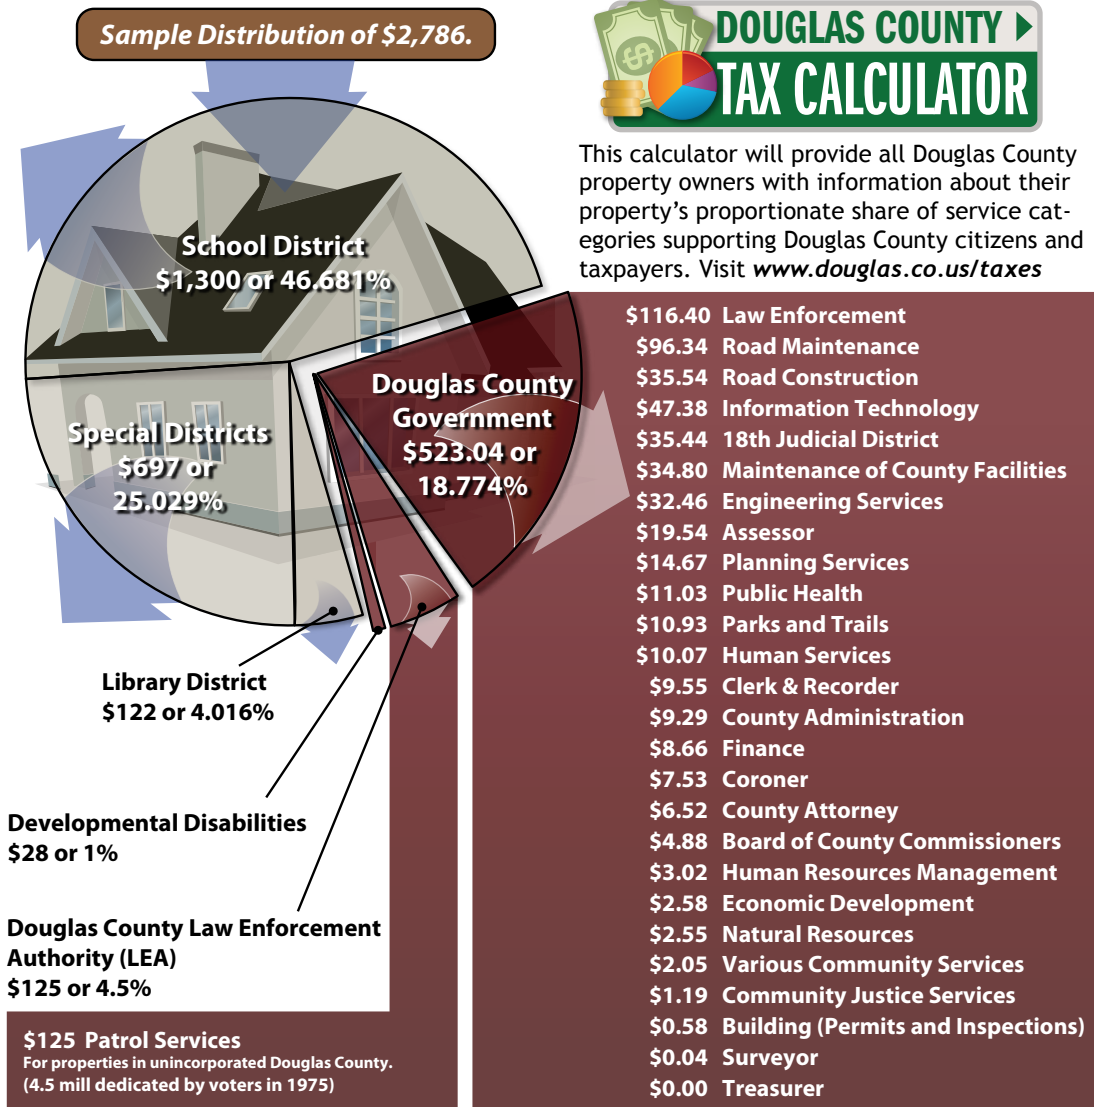 Sample Distribution of $2,786.
DOUGLAS COUNTY
TAX CALCULATOR
This calculator will provide all Douglas County
property owners with information about their
property's proportionate share of service cat-
egories supporting Douglas County citizens and
taxpayers. Visit www.douglas.co.us/taxes
School District
$1,300 or 46.681%
Special Districts
$697 or
25.029%
Douglas County
Government
$523.04 or
18.774%
Library District
$122 or 4.016%
Developmental Disabilities
$28 or 1%
Douglas County Law Enforcement
Authority (LEA)
$125 or 4.5%
$125 Patrol Services
For properties in unincorporated Douglas County.
(4.5 mill dedicated by voters in 1975)
$116.40 Law Enforcement
$96.34 Road Maintenance
$35.54 Road Construction
$47.38 Information Technology
$35.44 18th Judicial District
$34.80 Maintenance of County Facilities
$32.46 Engineering Services
$19.54 Assessor
$14.67 Planning Services
$11.03 Public Health
$10.93 Parks and Trails
$10.07 Human Services
$9.55 Clerk & Recorder
$9.29 County Administration
$8.66 Finance
$7.53 Coroner
$6.52 County Attorney
$4.88 Board of County Commissioners
$3.02 Human Resources Management
$2.58 Economic Development
$2.55 Natural Resources
$2.05 Various Community Services
$1.19 Community Justice Services
$0.58 Building (Permits and Inspections)
$0.04 Surveyor
$0.00 Treasurer